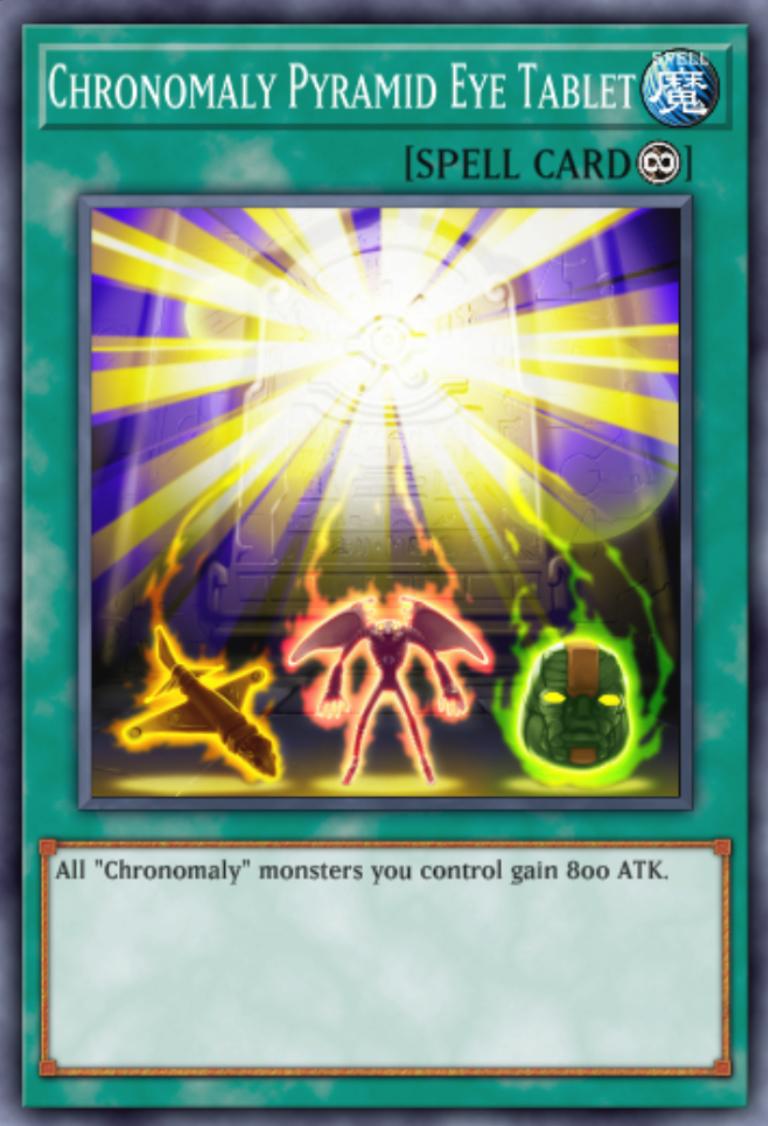 CHRONOMALY PYRAMID EYE TABLET
SPELL
魔
[SPELL CARD]
All "Chronomaly" monsters you control gain 800 ATK.